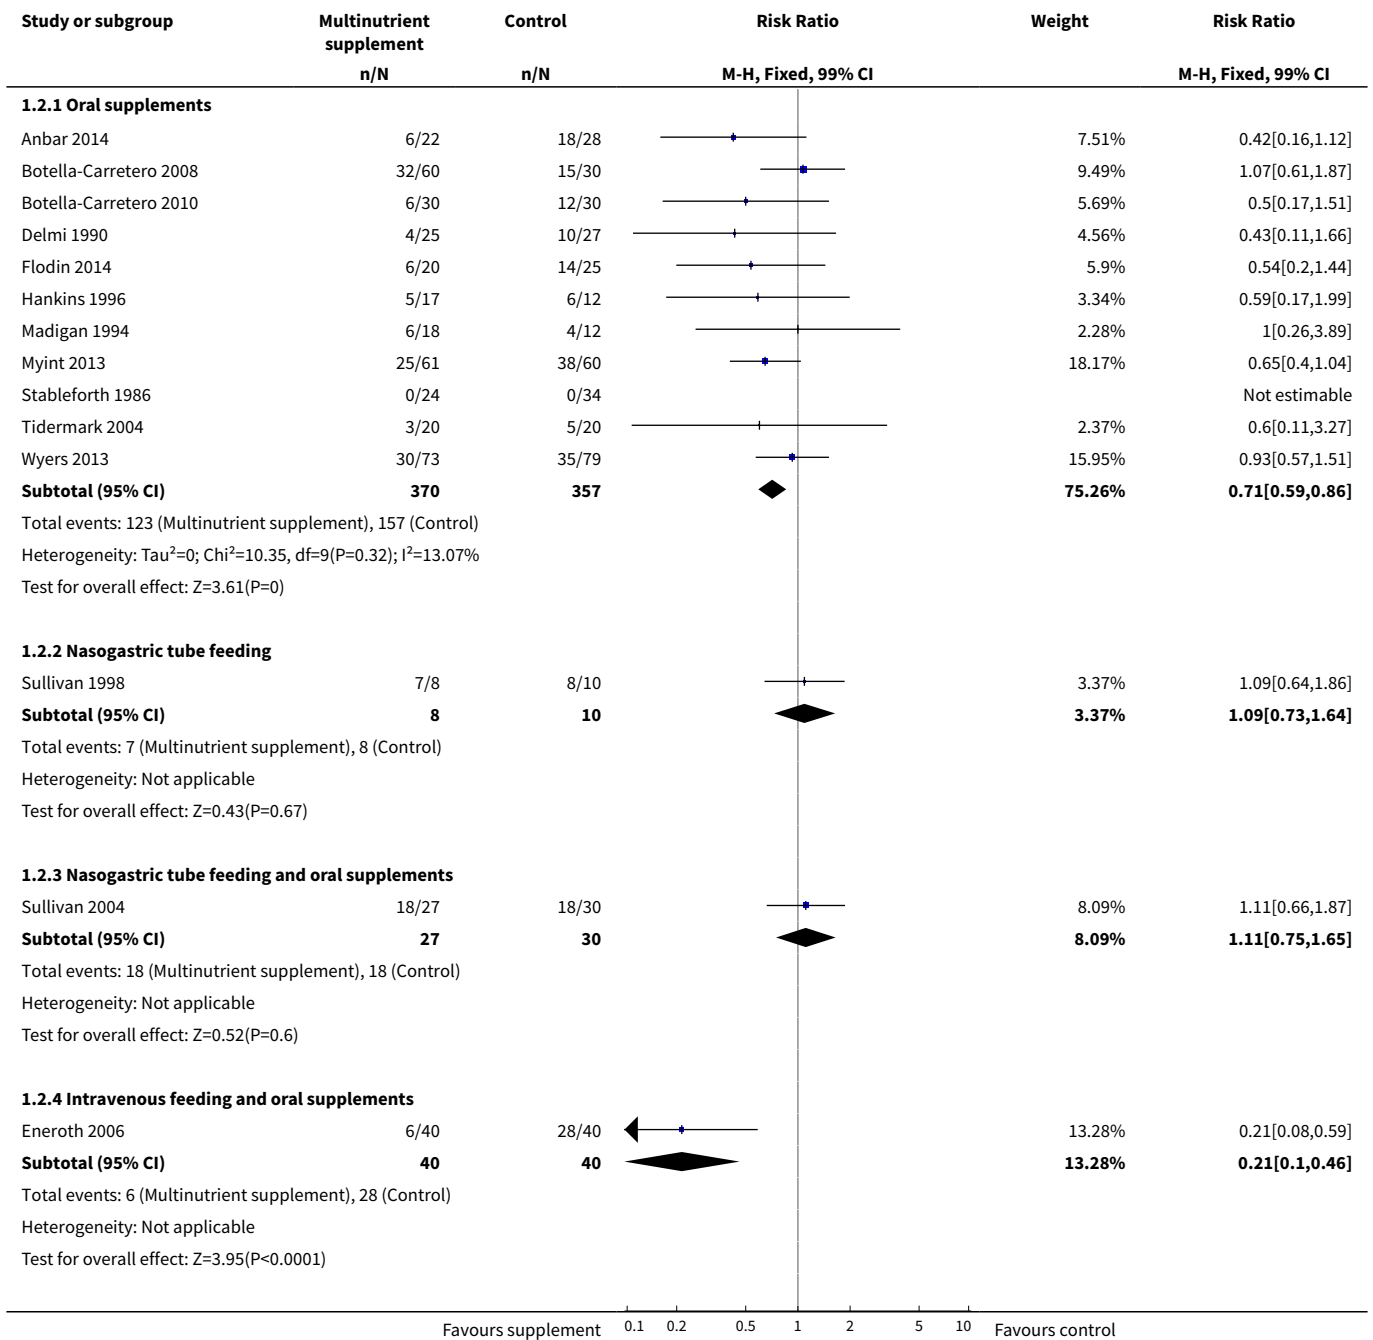 Study or subgroup Multinutrient supplement Control Risk Ratio Weight Risk Ratio
n/N n/N M-H, Fixed, 99% CI M-H, Fixed, 99% CI
1.2.1 Oral supplements
Anbar 2014 6/22 18/28 7.51% 0.42[0.16,1.12]
Botella-Carretero 2008 32/60 15/30 9.49% 1.07[0.61,1.87]
Botella-Carretero 2010 6/30 12/30 5.69% 0.5[0.17,1.51]
Delmi 1990 4/25 10/27 4.56% 0.43[0.11,1.66]
Flodin 2014 6/20 14/25 5.9% 0.54[0.2,1.44]
Hankins 1996 5/17 6/12 3.34% 0.59[0.17,1.99]
Madigan 1994 6/18 4/12 2.28% 1[0.26,3.89]
Myint 2013 25/61 38/60 18.17% 0.65[0.4,1.04]
Stableforth 1986 0/24 0/34 Not estimable
Tidermark 2004 3/20 5/20 2.37% 0.6[0.11,3.27]
Wyers 2013 30/73 35/79 15.95% 0.93[0.57,1.51]
Subtotal (95% CI) 370 357 75.26% 0.71[0.59,0.86]
Total events: 123 (Multinutrient supplement), 157 (Control)
Heterogeneity: Tau²=0; Chi²=10.35, df=9(P=0.32); I²=13.07%
Test for overall effect: Z=3.61(P=0)
1.2.2 Nasogastric tube feeding
Sullivan 1998 7/8 8/10 3.37% 1.09[0.64,1.86]
Subtotal (95% CI) 8 10 3.37% 1.09[0.73,1.64]
Total events: 7 (Multinutrient supplement), 8 (Control)
Heterogeneity: Not applicable
Test for overall effect: Z=0.43(P=0.67)
1.2.3 Nasogastric tube feeding and oral supplements
Sullivan 2004 18/27 18/30 8.09% 1.11[0.66,1.87]
Subtotal (95% CI) 27 30 8.09% 1.11[0.75,1.65]
Total events: 18 (Multinutrient supplement), 18 (Control)
Heterogeneity: Not applicable
Test for overall effect: Z=0.52(P=0.6)
1.2.4 Intravenous feeding and oral supplements
Eneroth 2006 6/40 28/40 13.28% 0.21[0.08,0.59]
Subtotal (95% CI) 40 40 13.28% 0.21[0.1,0.46]
Total events: 6 (Multinutrient supplement), 28 (Control)
Heterogeneity: Not applicable
Test for overall effect: Z=3.95(P<0.0001)
Favours supplement 0.1 0.2 0.5 1 2 5 10 Favours control